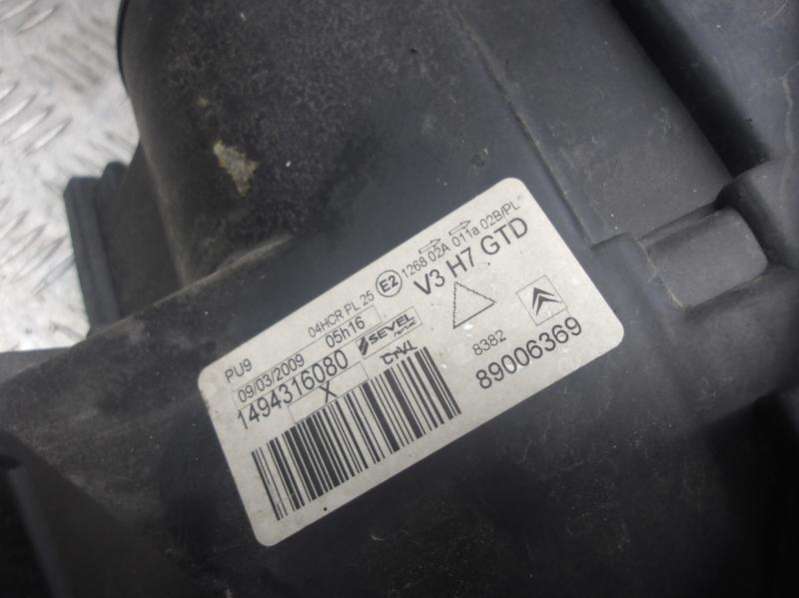 04HCR FL 25 E2 1268 02A 011a 02B/PL
PU9 V3 H7 GTD
09/03/2009 05h16
1494316080 SEVEL
X
8382
89006369